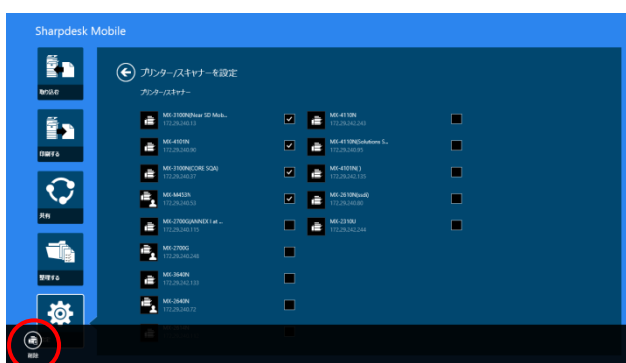 Sharpdesk Mobile
取り込む
印刷する
共有
整理する
プリンター/スキャナーを設定
プリンター/スキャナー
MX-3100N(Near SD Mob...
172.29.240.13
MX-4101N
172.29.240.90
MX-3100N(CORE SQA)
172.29.240.37
MX-M453N
172.29.240.53
MX-2700G(ANNEX I at ...
172.29.240.115
MX-2700G
172.29.240.248
MX-3640N
172.29.242.133
MX-2640N
172.29.240.72
MX-4110N
172.29.242.243
MX-4110N(Solutions S...
172.29.240.95
MX-4101N( )
172.29.242.135
MX-2610N(sudi)
172.29.240.80
MX-2310U
172.29.242.244
削除